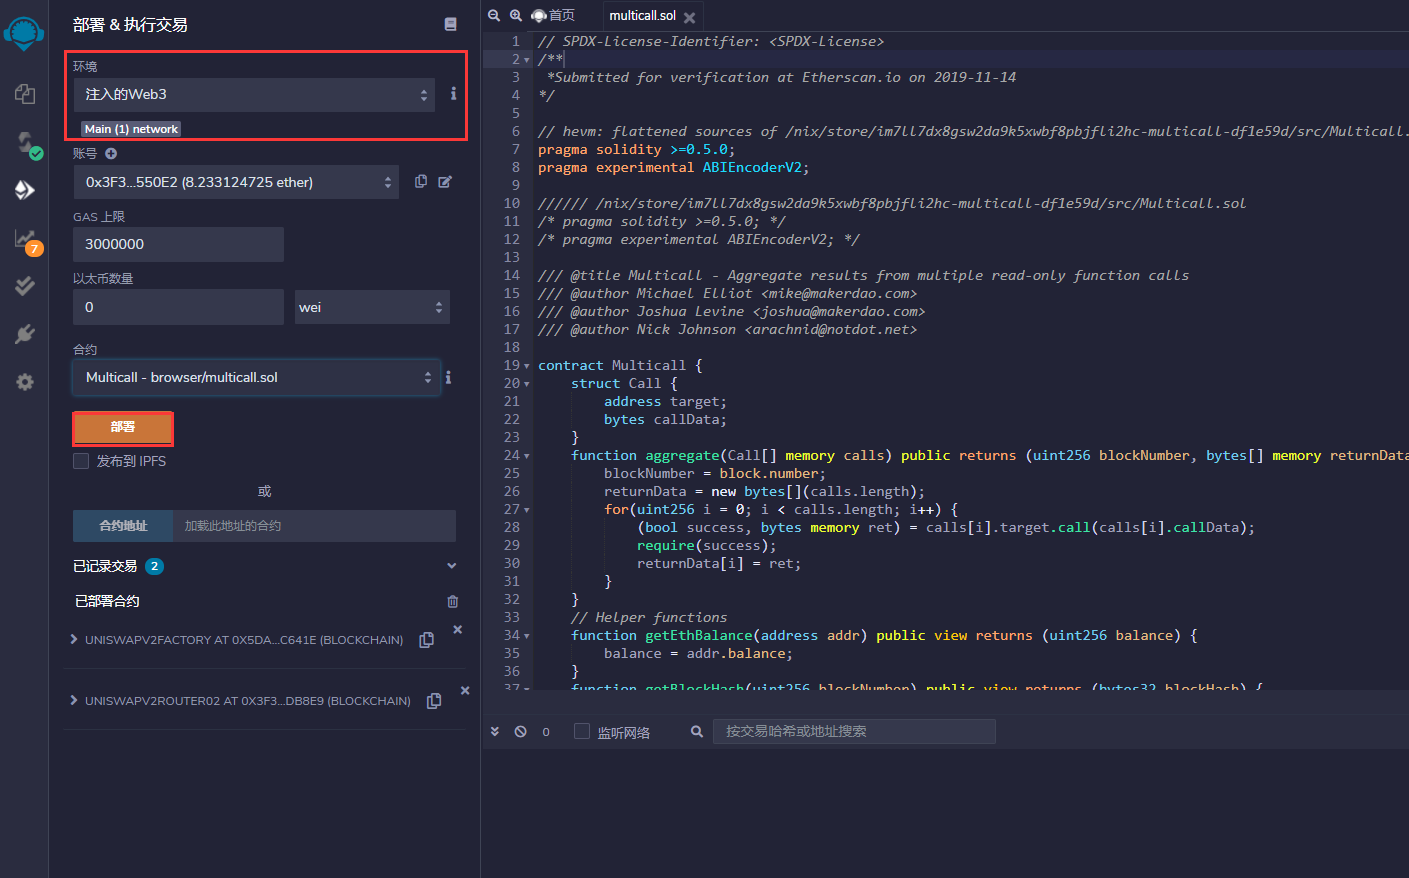 部署 & 执行交易
环境
注入的Web3
Main (1) network
账号
0x3F3...550E2 (8.233124725 ether)
GAS 上限
3000000
以太币数量
0
wei
合约
Multicall - browser/multicall.sol
部署
发布到 IPFS
或
合约地址
加载此地址的合约
已记录交易 2
已部署合约
UNISWAPV2FACTORY AT 0X5DA...C641E (BLOCKCHAIN)
UNISWAPV2ROUTER02 AT 0X3F3...DB8E9 (BLOCKCHAIN)
7
首页
multicall.sol
1 // SPDX-License-Identifier: <SPDX-License>
2 /**
3 *Submitted for verification at Etherscan.io on 2019-11-14
4 */
5
6 // hevm: flattened sources of /nix/store/im7ll7dx8gsw2da9k5xwbf8pbjfli2hc-multicall-df1e59d/src/Multicall.
7 pragma solidity >=0.5.0;
8 pragma experimental ABIEncoderV2;
9
10 ////// /nix/store/im7ll7dx8gsw2da9k5xwbf8pbjfli2hc-multicall-df1e59d/src/Multicall.sol
11 /* pragma solidity >=0.5.0; */
12 /* pragma experimental ABIEncoderV2; */
13
14 /// @title Multicall - Aggregate results from multiple read-only function calls
15 /// @author Michael Elliot <mike@makerdao.com>
16 /// @author Joshua Levine <joshua@makerdao.com>
17 /// @author Nick Johnson <arachnid@notdot.net>
18
19 contract Multicall {
20 struct Call {
21 address target;
22 bytes callData;
23 }
24 function aggregate(Call[] memory calls) public returns (uint256 blockNumber, bytes[] memory returnData
25 blockNumber = block.number;
26 returnData = new bytes[](calls.length);
27 for(uint256 i = 0; i < calls.length; i++) {
28 (bool success, bytes memory ret) = calls[i].target.call(calls[i].callData);
29 require(success);
30 returnData[i] = ret;
31 }
32 }
33 // Helper functions
34 function getEthBalance(address addr) public view returns (uint256 balance) {
35 balance = addr.balance;
36 }
37 function getBlockHash(uint256 blockNumber) public view returns (bytes32 blockHash) {
0
监听网络
按交易哈希或地址搜索